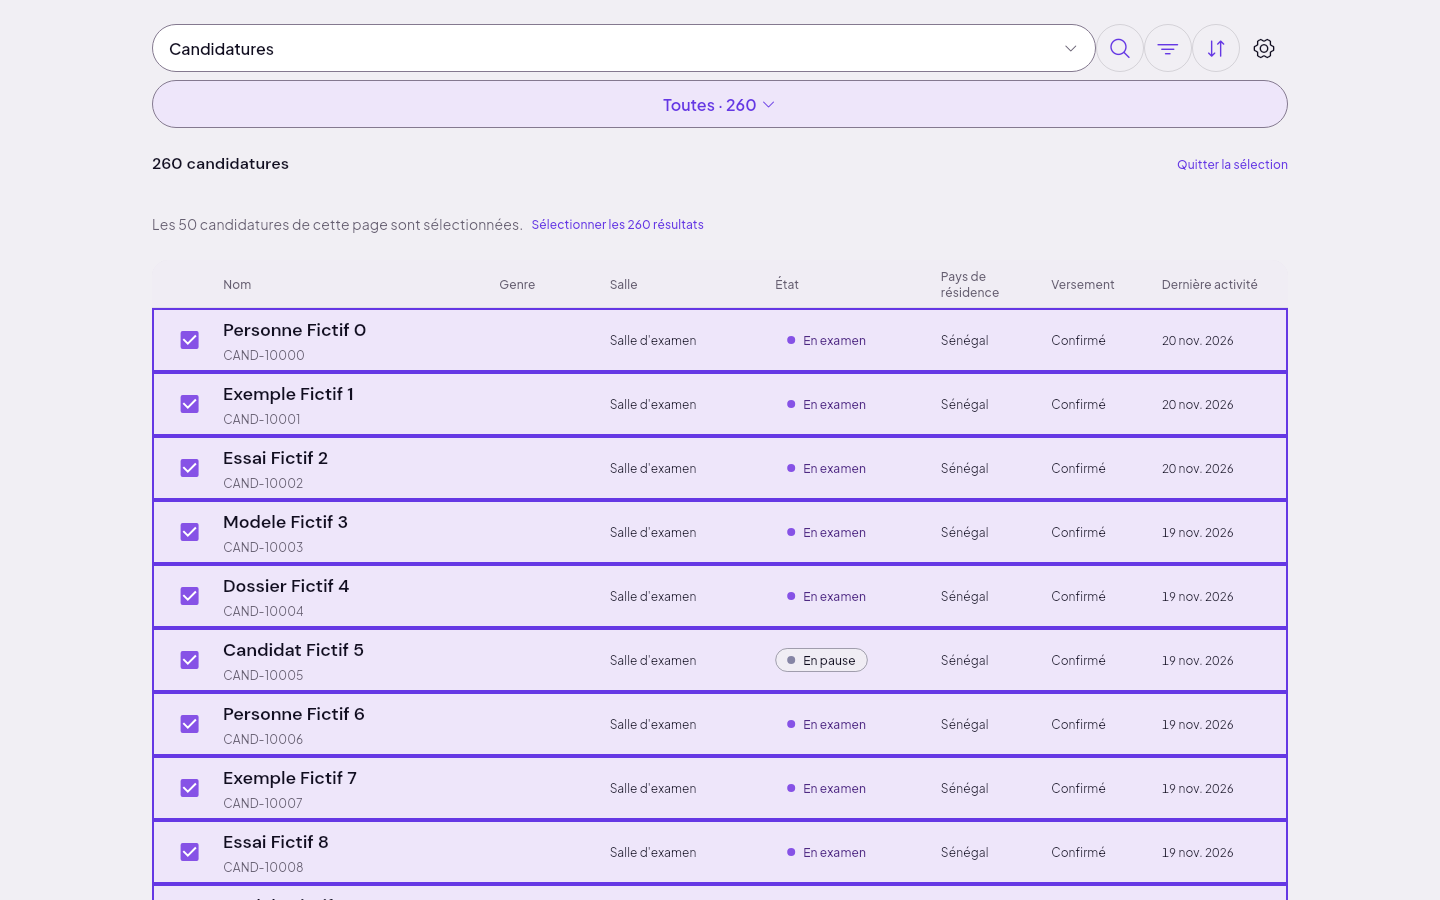 Candidatures
Toutes · 260
260 candidatures
Quitter la sélection
Les 50 candidatures de cette page sont sélectionnées. Sélectionner les 260 résultats
Nom Genre Salle État Pays de résidence Versement Dernière activité
Personne Fictif 0
CAND-10000
Salle d'examen En examen Sénégal Confirmé 20 nov. 2026
Exemple Fictif 1
CAND-10001
Salle d'examen En examen Sénégal Confirmé 20 nov. 2026
Essai Fictif 2
CAND-10002
Salle d'examen En examen Sénégal Confirmé 20 nov. 2026
Modele Fictif 3
CAND-10003
Salle d'examen En examen Sénégal Confirmé 19 nov. 2026
Dossier Fictif 4
CAND-10004
Salle d'examen En examen Sénégal Confirmé 19 nov. 2026
Candidat Fictif 5
CAND-10005
Salle d'examen En pause Sénégal Confirmé 19 nov. 2026
Personne Fictif 6
CAND-10006
Salle d'examen En examen Sénégal Confirmé 19 nov. 2026
Exemple Fictif 7
CAND-10007
Salle d'examen En examen Sénégal Confirmé 19 nov. 2026
Essai Fictif 8
CAND-10008
Salle d'examen En examen Sénégal Confirmé 19 nov. 2026